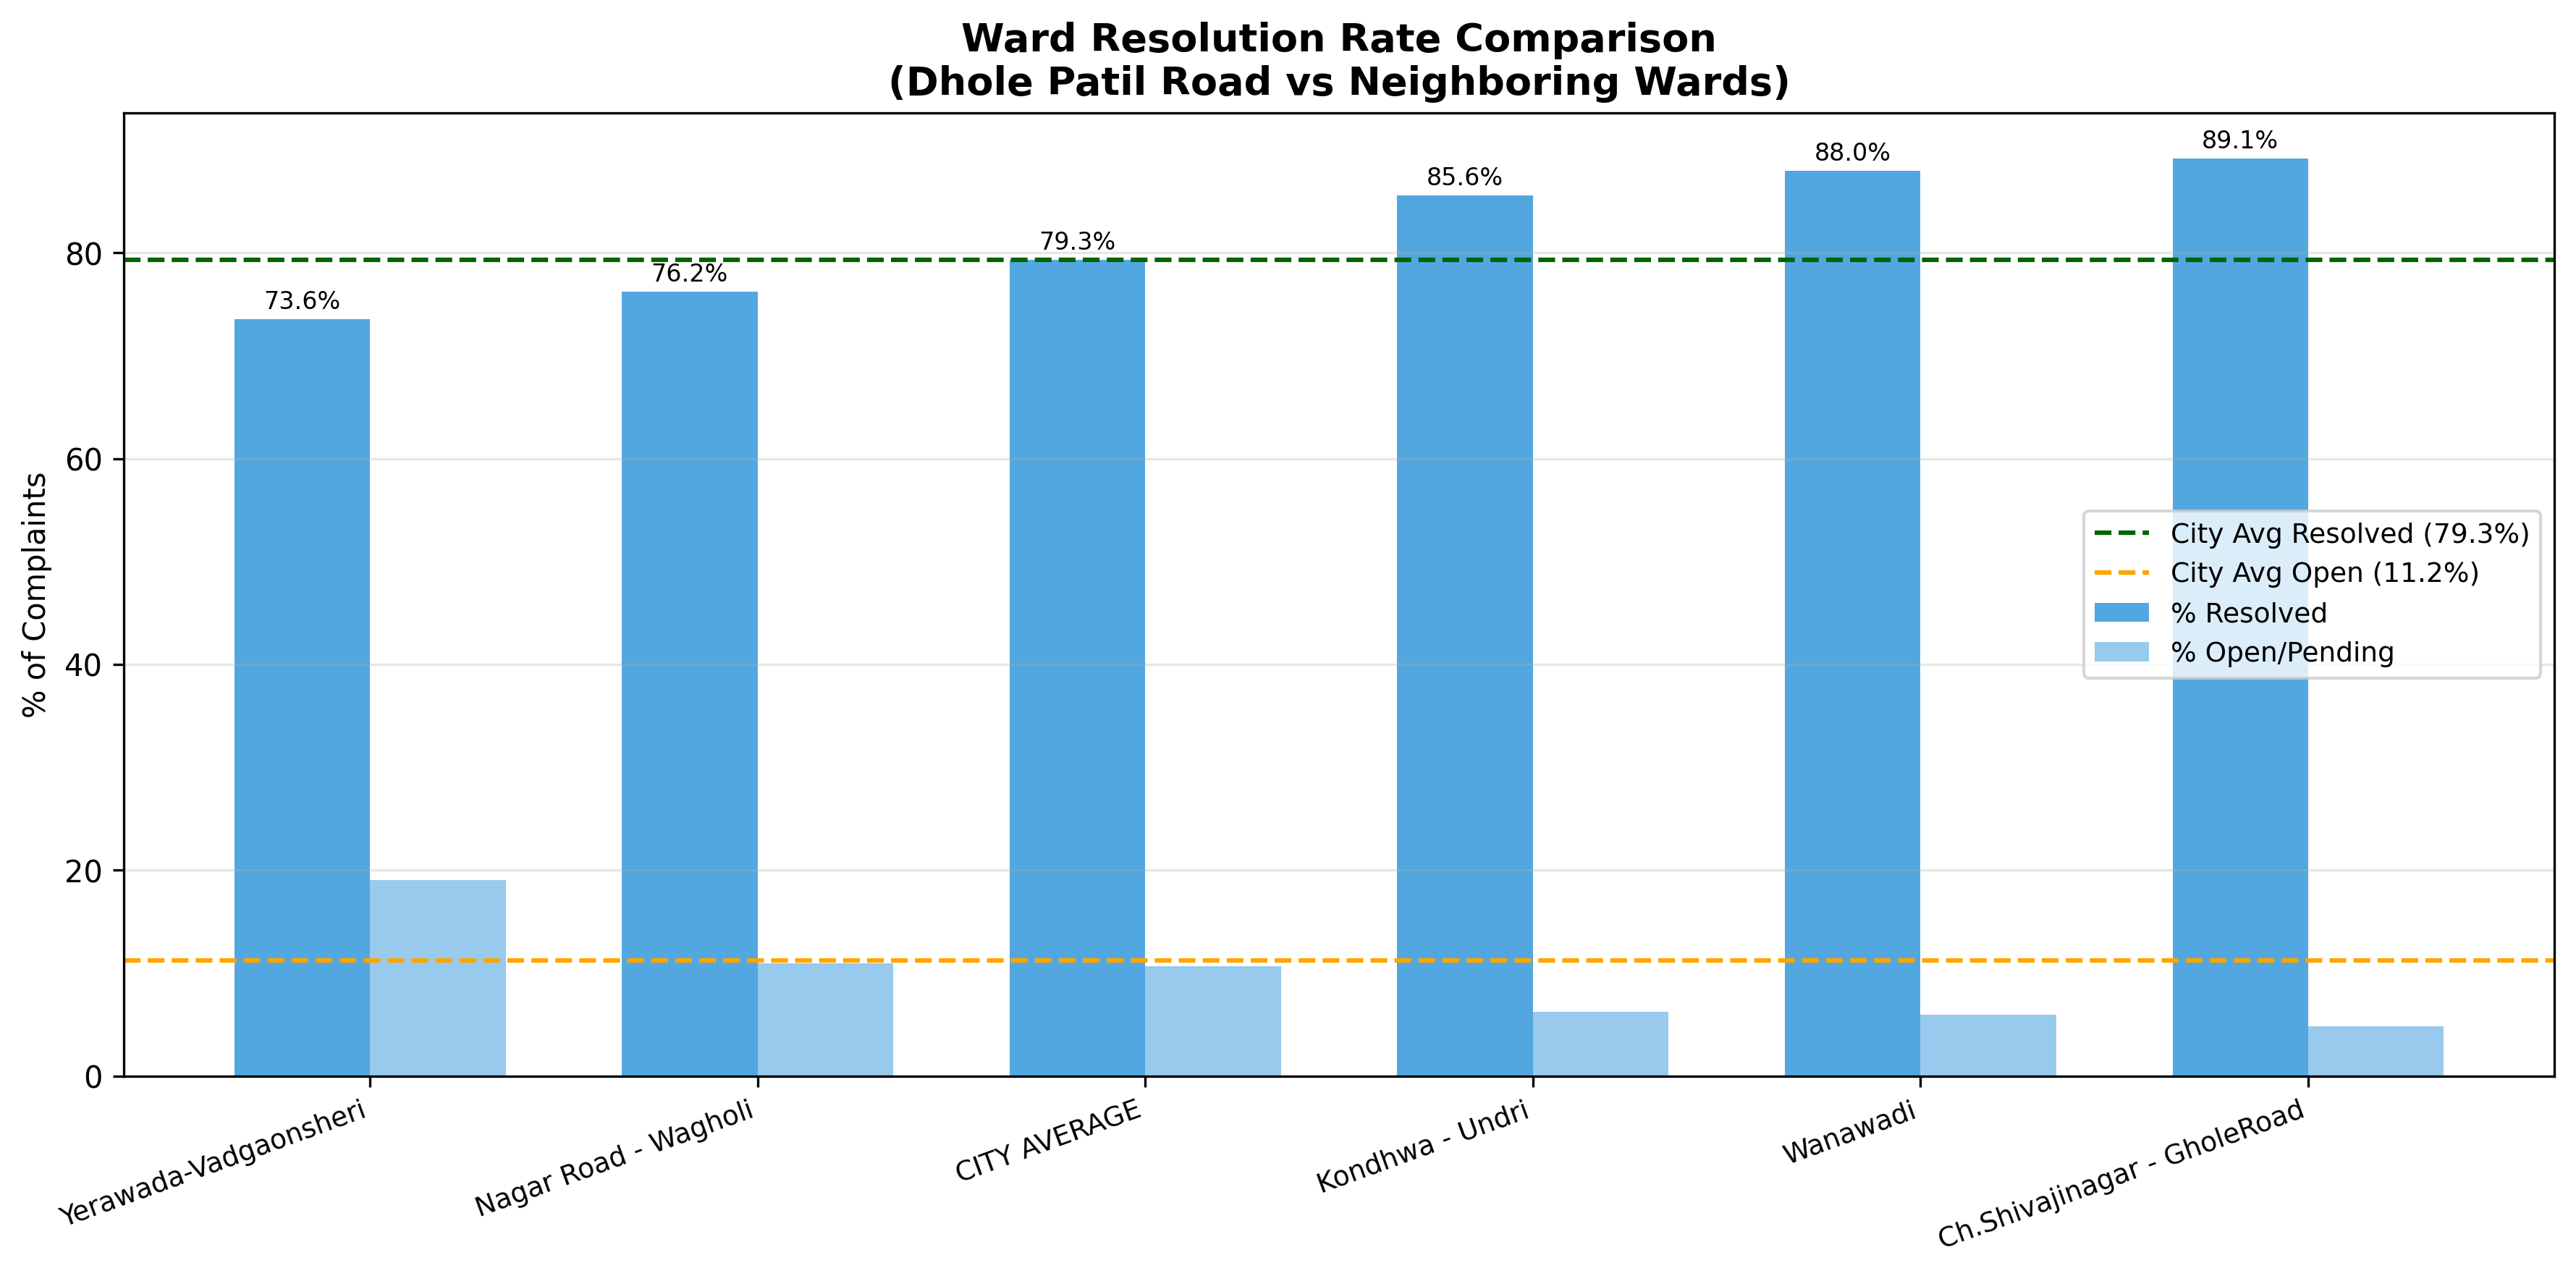 Ward Resolution Rate Comparison
(Dhole Patil Road vs Neighboring Wards)
% of Complaints
80
60
40
20
0
73.6%
76.2%
79.3%
85.6%
88.0%
89.1%
City Avg Resolved (79.3%)
City Avg Open (11.2%)
% Resolved
% Open/Pending
Yerawada-Vadgaonsheri
Nagar Road - Wagholi
CITY AVERAGE
Kondhwa - Undri
Wanawadi
Ch.Shivajinagar - GholeRoad